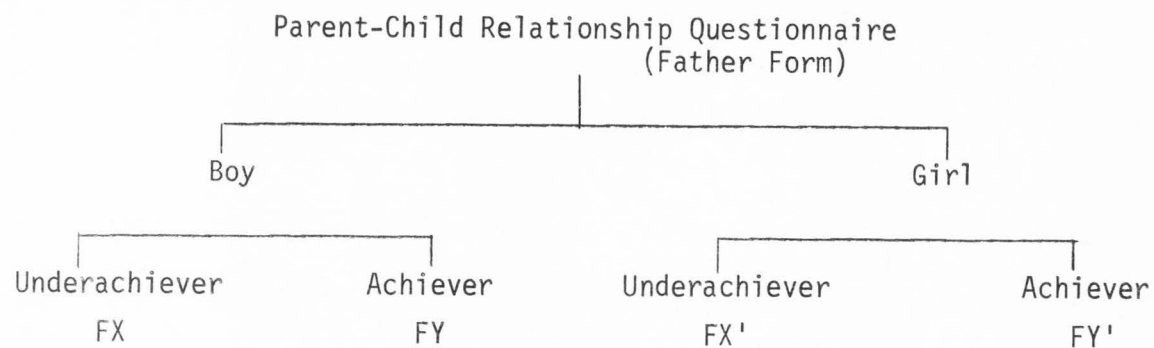 Parent-Child Relationship Questionnaire
(Father Form)
Boy Girl
Underachiever Achiever Underachiever Achiever
FX FY FX' FY'